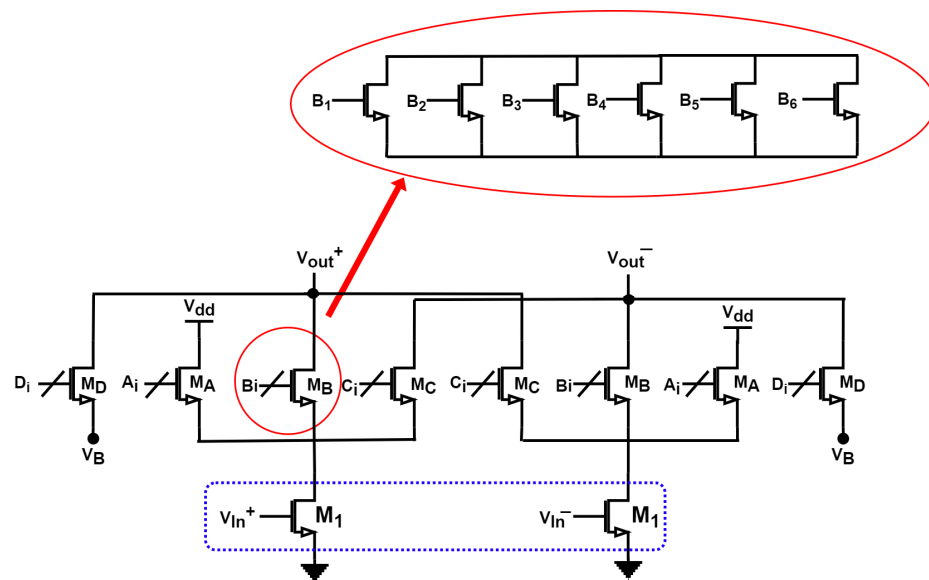 B1 B2 B3 B4 B5 B6
Vout+ Vout−
Vdd Vdd
Di MD Ai MA Bi MB Ci MC Ci MC Bi MB Ai MA Di MD
VB VB
VIn+ M1 VIn− M1